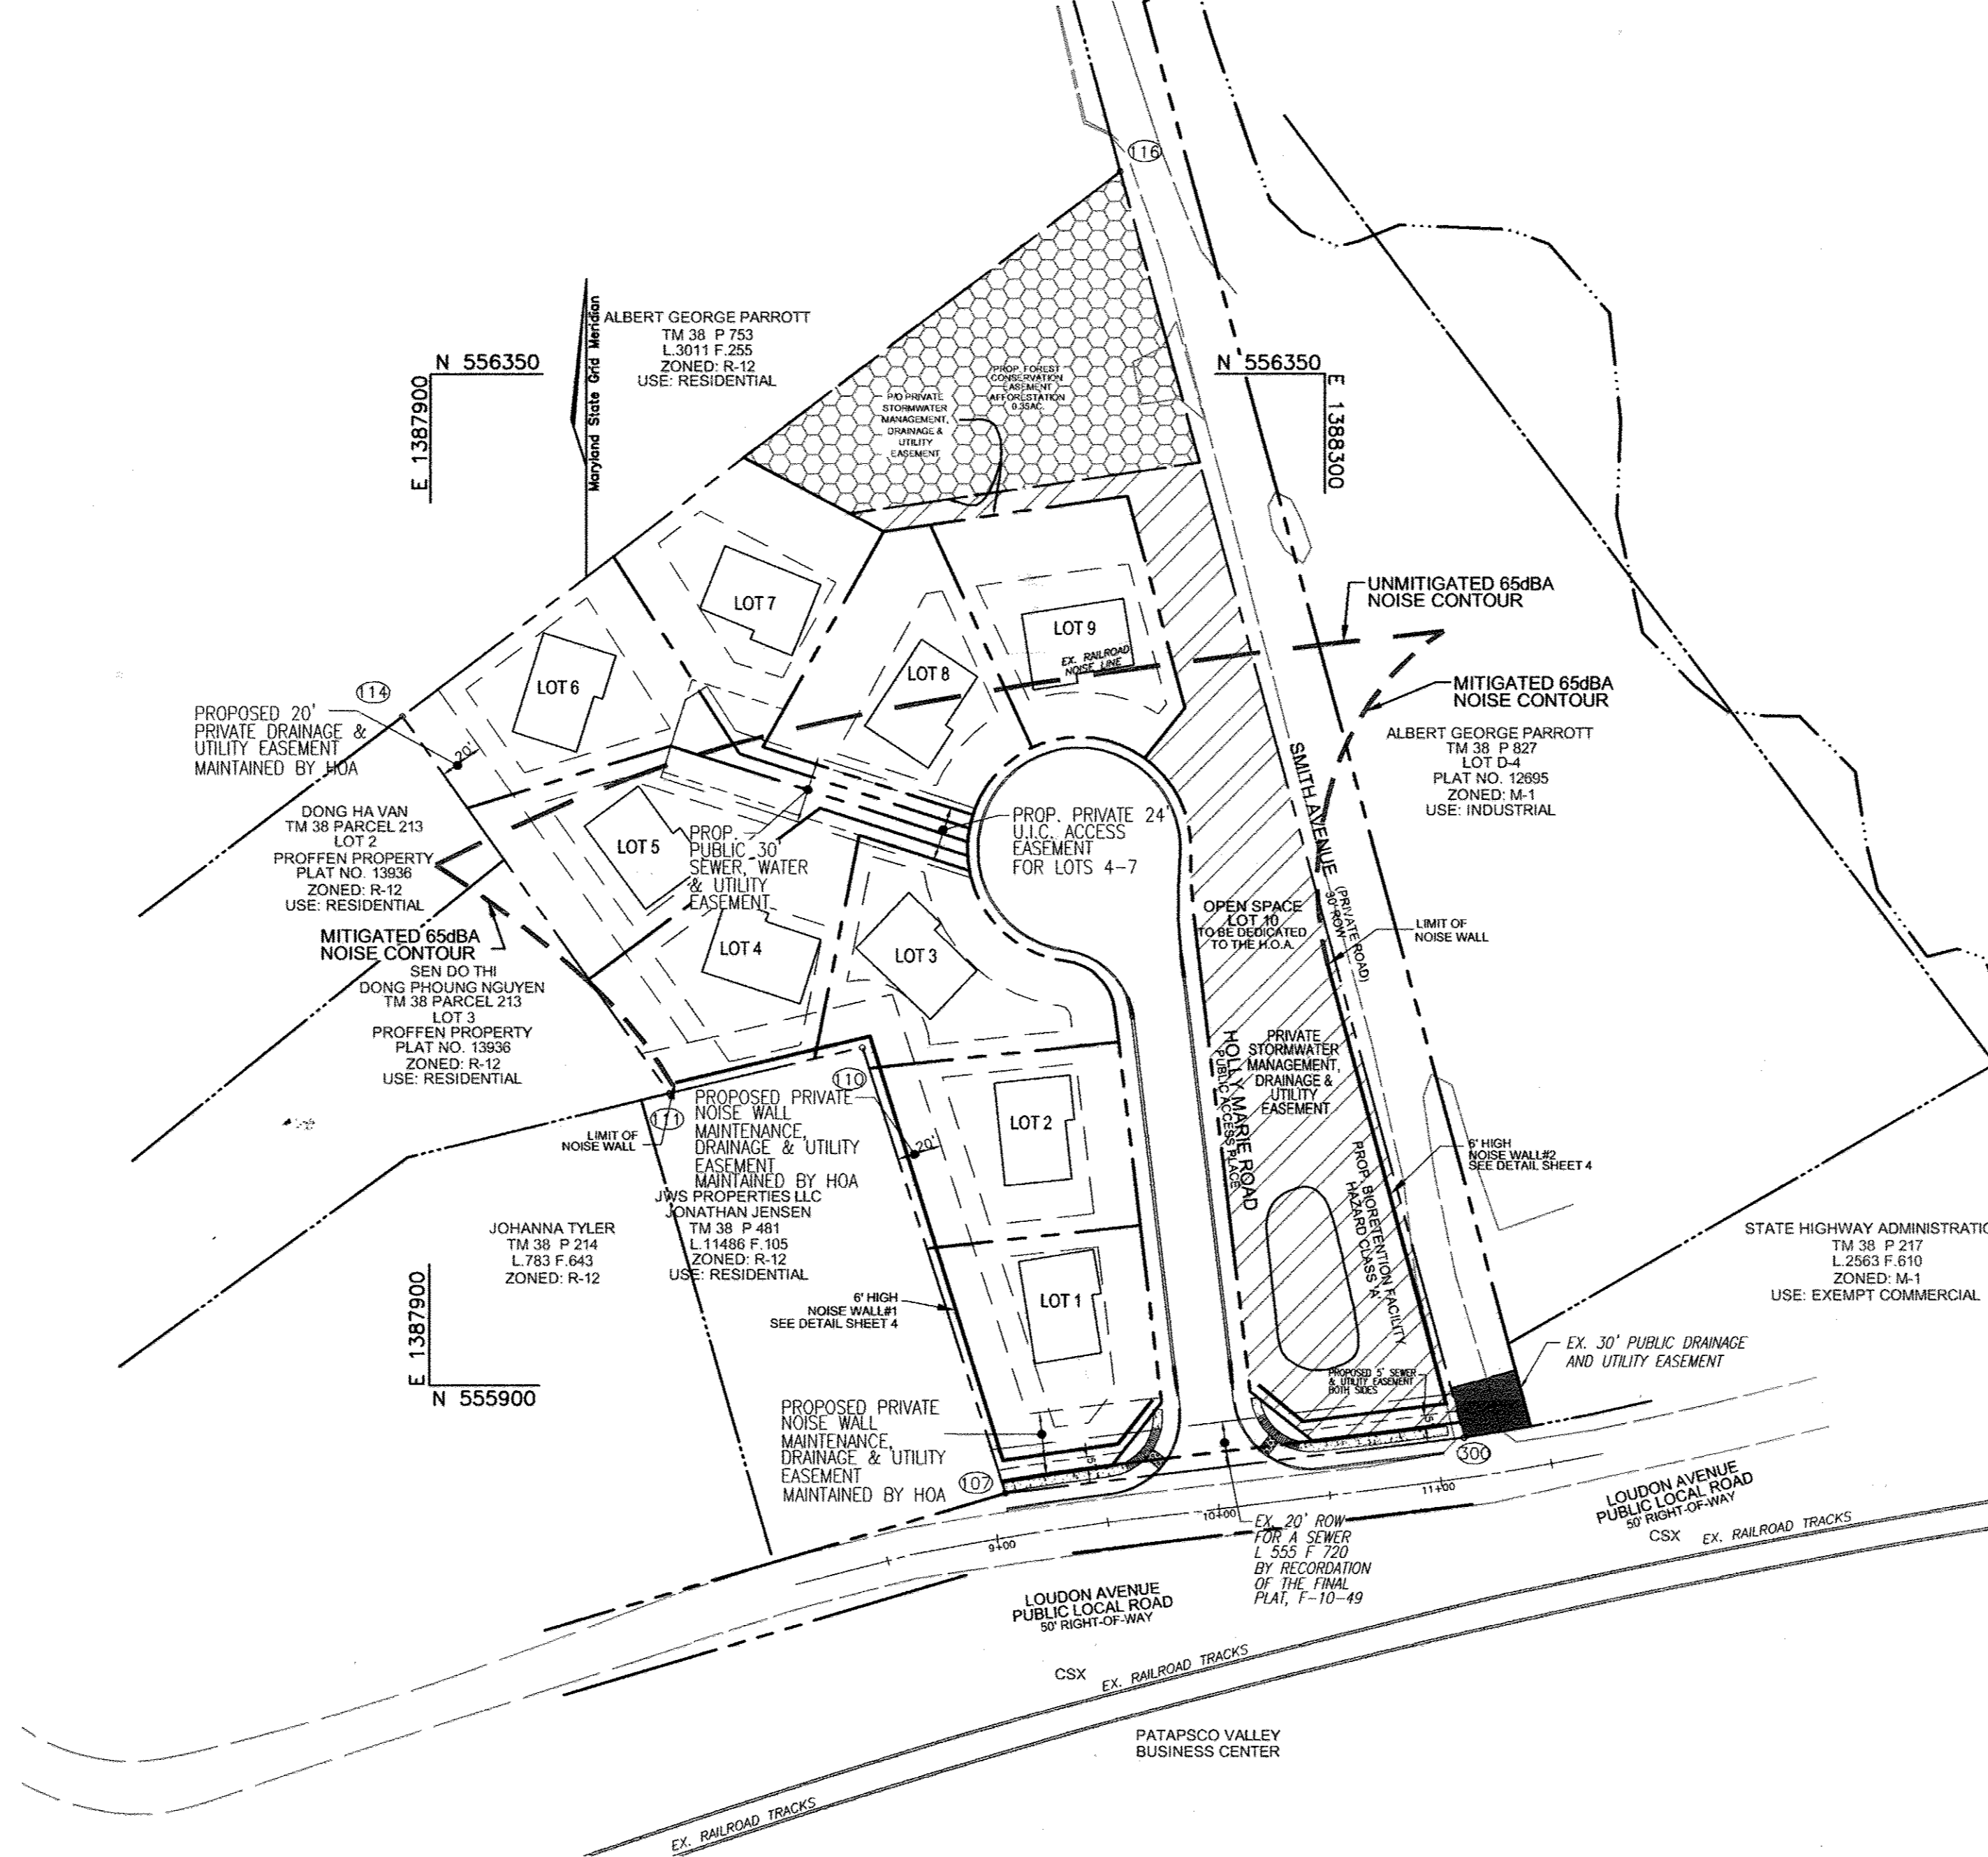 116
ALBERT GEORGE PARROTT
TM 38 P 753
L.3011 F.255
ZONED: R-12
USE: RESIDENTIAL
Maryland State Grid Meridian
N 556350
E 1387900
N 556350
E 1388300
PROP. FOREST
CONSERVATION
EASEMENT
AFFORESTATION
0.35AC.
P/O PRIVATE
STORMWATER
MANAGEMENT,
DRAINAGE &
UTILITY
EASEMENT
UNMITIGATED 65dBA
NOISE CONTOUR
LOT 7
LOT 9
EX. RAILROAD
NOISE LINE
LOT 8
LOT 6
MITIGATED 65dBA
NOISE CONTOUR
114
PROPOSED 20'
PRIVATE DRAINAGE &
UTILITY EASEMENT
MAINTAINED BY HOA
20'
ALBERT GEORGE PARROTT
TM 38 P 827
LOT D-4
PLAT NO. 12695
ZONED: M-1
USE: INDUSTRIAL
SMITH AVENUE
(PRIVATE ROAD)
30' ROW
DONG HA VAN
TM 38 PARCEL 213
LOT 2
PROFFEN PROPERTY
PLAT NO. 13936
ZONED: R-12
USE: RESIDENTIAL
LOT 5
PROP.
PUBLIC 30'
SEWER, WATER
& UTILITY
EASEMENT
PROP. PRIVATE 24'
U.I.C. ACCESS
EASEMENT
FOR LOTS 4-7
OPEN SPACE
LOT 10
TO BE DEDICATED
TO THE H.O.A.
LIMIT OF
NOISE WALL
MITIGATED 65dBA
NOISE CONTOUR
LOT 4
LOT 3
SEN DO THI
DONG PHOUNG NGUYEN
TM 38 PARCEL 213
LOT 3
PROFFEN PROPERTY
PLAT NO. 13936
ZONED: R-12
USE: RESIDENTIAL
HOLLY MARIE ROAD
PUBLIC ACCESS PLACE
PRIVATE
STORMWATER
MANAGEMENT,
DRAINAGE &
UTILITY
EASEMENT
110
111
LIMIT OF
NOISE WALL
PROPOSED PRIVATE
NOISE WALL
MAINTENANCE,
DRAINAGE & UTILITY
EASEMENT
MAINTAINED BY HOA
20'
LOT 2
6' HIGH
NOISE WALL#2
SEE DETAIL SHEET 4
PROP. BIORETENTION FACILITY
HAZARD CLASS 'A'
JWS PROPERTIES LLC
JONATHAN JENSEN
TM 38 P 481
L.11486 F.105
ZONED: R-12
USE: RESIDENTIAL
JOHANNA TYLER
TM 38 P 214
L.783 F.643
ZONED: R-12
STATE HIGHWAY ADMINISTRATIO
TM 38 P 217
L.2563 F.610
ZONED: M-1
USE: EXEMPT COMMERCIAL
6' HIGH
NOISE WALL#1
SEE DETAIL SHEET 4
LOT 1
E 1387900
N 555900
EX. 30' PUBLIC DRAINAGE
AND UTILITY EASEMENT
PROPOSED 5' SEWER
& UTILITY EASEMENT
BOTH SIDES
5'
5'
PROPOSED PRIVATE
NOISE WALL
MAINTENANCE,
DRAINAGE & UTILITY
EASEMENT
MAINTAINED BY HOA
107
300
9+00
10+00
11+00
EX. 20' ROW
FOR A SEWER
L 555 F 720
BY RECORDATION
OF THE FINAL
PLAT, F-10-49
LOUDON AVENUE
PUBLIC LOCAL ROAD
50' RIGHT-OF-WAY
CSX
EX. RAILROAD TRACKS
LOUDON AVENUE
PUBLIC LOCAL ROAD
50' RIGHT-OF-WAY
CSX
EX. RAILROAD TRACKS
PATAPSCO VALLEY
BUSINESS CENTER
EX. RAILROAD TRACKS